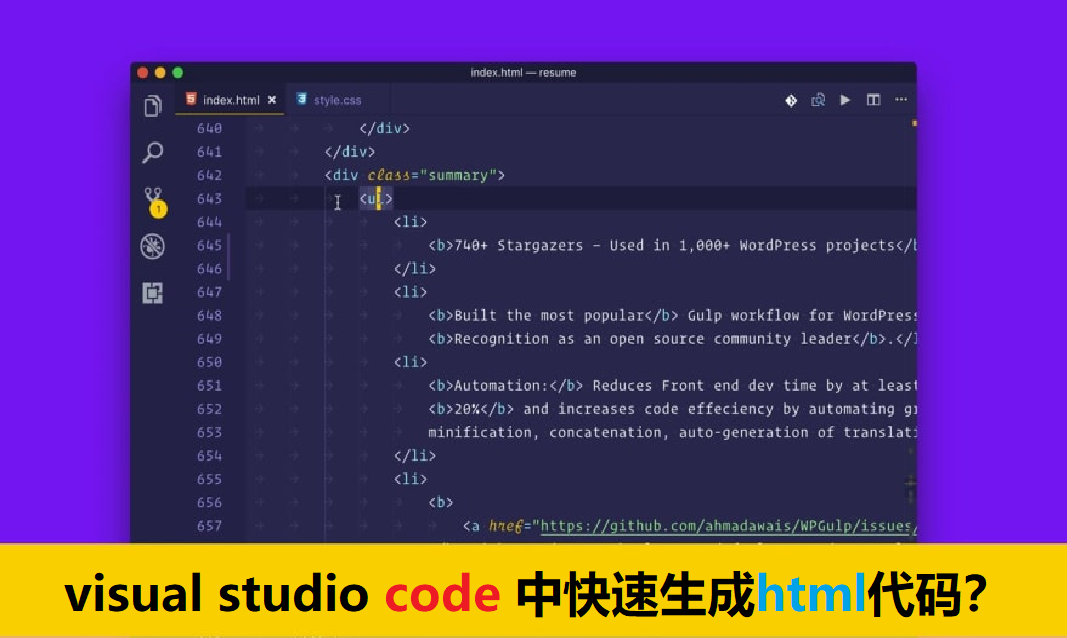 index.html — resume
index.html × style.css
640 </div>
641 </div>
642 <div class="summary">
643 <ul>
644 <li>
645 <b>740+ Stargazers – Used in 1,000+ WordPress projects</b
646 </li>
647 <li>
648 <b>Built the most popular</b> Gulp workflow for WordPress
649 <b>Recognition as an open source community leader</b>.</l
650 <li>
651 <b>Automation:</b> Reduces Front end dev time by at least
652 <b>20%</b> and increases code effeciency by automating gr
653 minification, concatenation, auto-generation of translati
654 </li>
655 <li>
656 <b>
657 <a href="https://github.com/ahmadawais/WPGulp/issues/
1
visual studio code 中快速生成html代码?